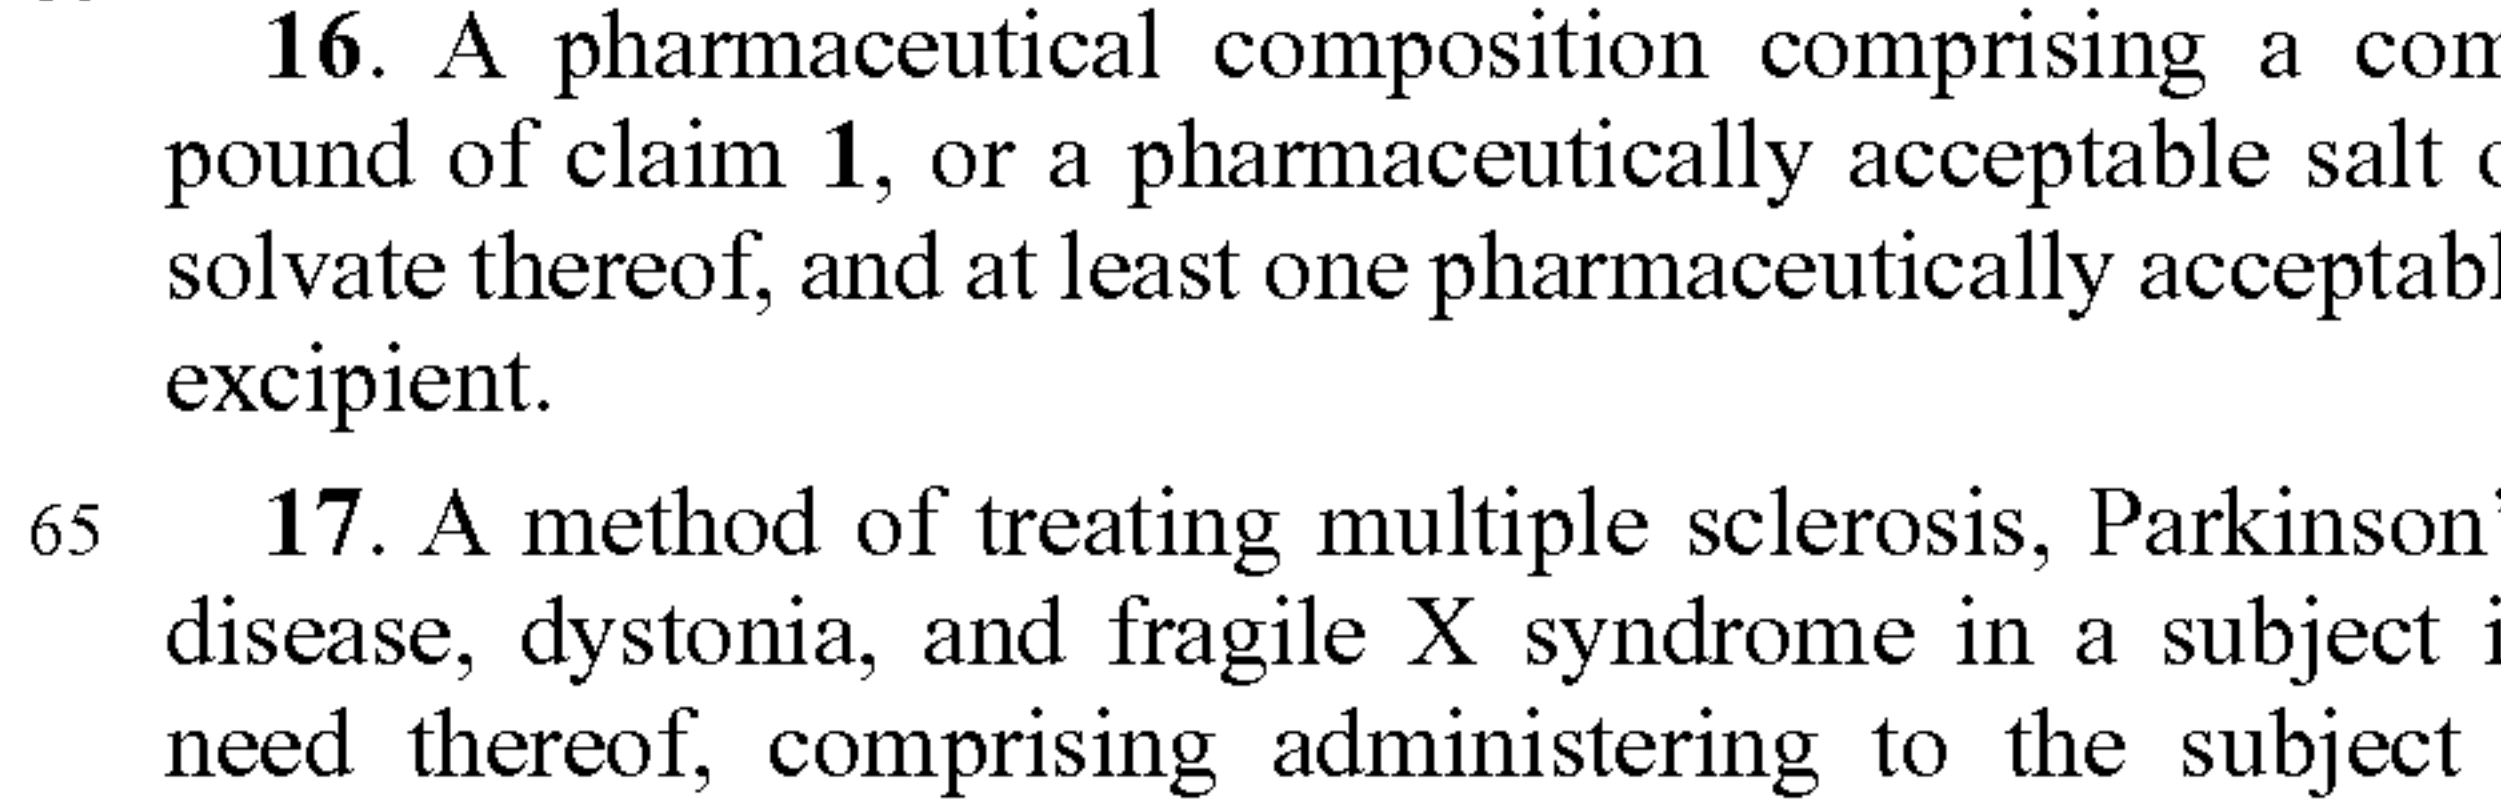 16. A pharmaceutical composition comprising a com
pound of claim 1, or a pharmaceutically acceptable salt
solvate thereof, and at least one pharmaceutically
excipient.
65 17. A method of treating multiple sclerosis, Parkinson'
disease, dystonia, and fragile X syndrome in a subject
need thereof, comprising administering to the subject